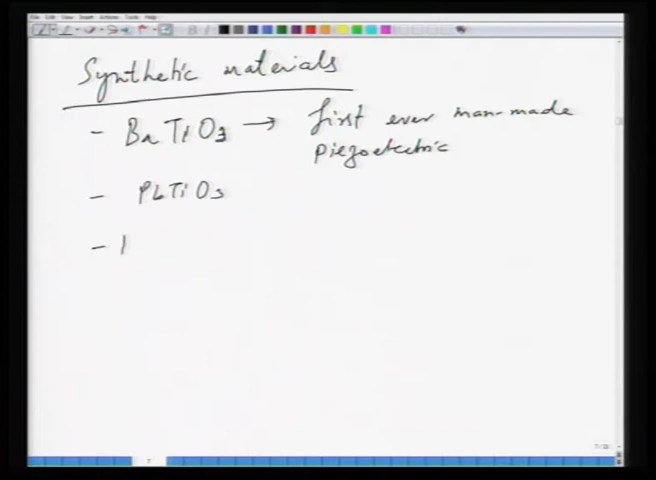 Synthetic materials
- BaTiO3 → first ever man-made
piezoelectric
- PbTiO3
-